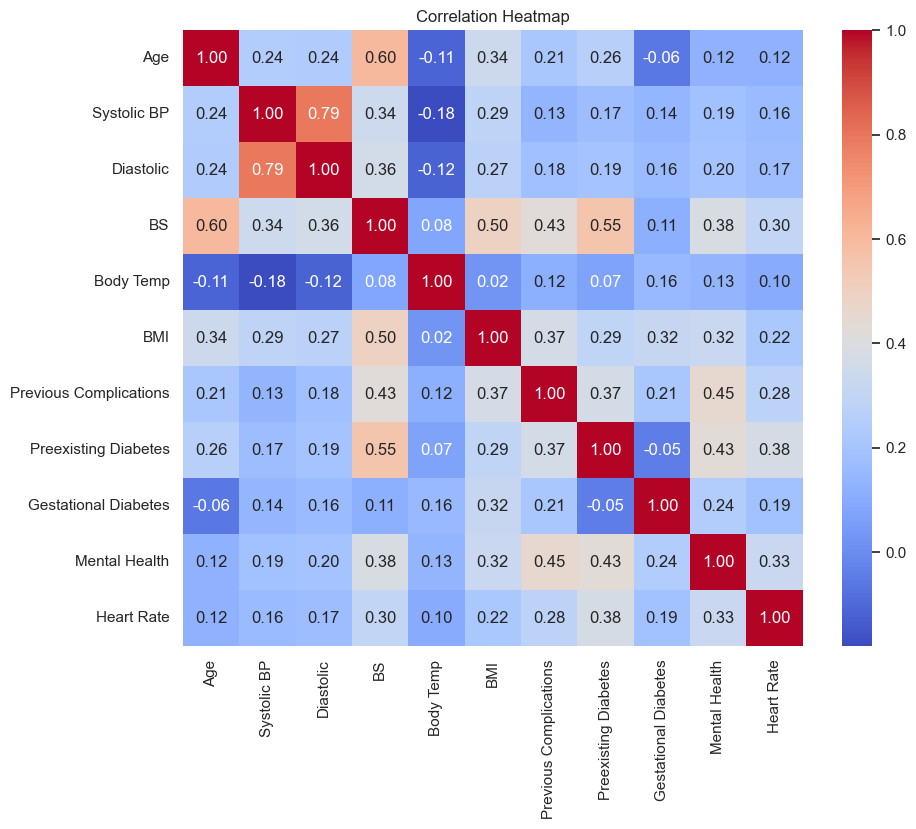 Correlation Heatmap
Age 1.00 0.24 0.24 0.60 -0.11 0.34 0.21 0.26 -0.06 0.12 0.12
Systolic BP 0.24 1.00 0.79 0.34 -0.18 0.29 0.13 0.17 0.14 0.19 0.16
Diastolic 0.24 0.79 1.00 0.36 -0.12 0.27 0.18 0.19 0.16 0.20 0.17
BS 0.60 0.34 0.36 1.00 0.08 0.50 0.43 0.55 0.11 0.38 0.30
Body Temp -0.11 -0.18 -0.12 0.08 1.00 0.02 0.12 0.07 0.16 0.13 0.10
BMI 0.34 0.29 0.27 0.50 0.02 1.00 0.37 0.29 0.32 0.32 0.22
Previous Complications 0.21 0.13 0.18 0.43 0.12 0.37 1.00 0.37 0.21 0.45 0.28
Preexisting Diabetes 0.26 0.17 0.19 0.55 0.07 0.29 0.37 1.00 -0.05 0.43 0.38
Gestational Diabetes -0.06 0.14 0.16 0.11 0.16 0.32 0.21 -0.05 1.00 0.24 0.19
Mental Health 0.12 0.19 0.20 0.38 0.13 0.32 0.45 0.43 0.24 1.00 0.33
Heart Rate 0.12 0.16 0.17 0.30 0.10 0.22 0.28 0.38 0.19 0.33 1.00
Age
Systolic BP
Diastolic
BS
Body Temp
BMI
Previous Complications
Preexisting Diabetes
Gestational Diabetes
Mental Health
Heart Rate
1.0
0.8
0.6
0.4
0.2
0.0